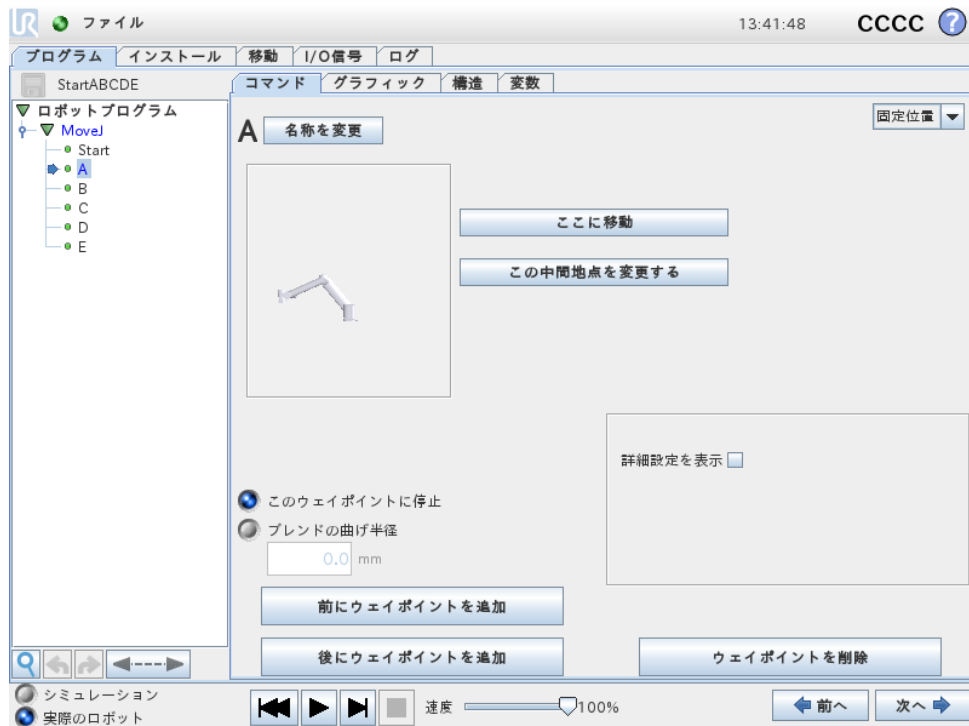 UR ファイル 13:41:48 CCCC ?
プログラム インストール 移動 I/O信号 ログ
StartABCDE
コマンド グラフィック 構造 変数
ロボットプログラム
MoveJ
Start
A
B
C
D
E
A 名称を変更
固定位置
ここに移動
この中間地点を変更する
詳細設定を表示
このウェイポイントに停止
ブレンドの曲げ半径
0.0 mm
前にウェイポイントを追加
後にウェイポイントを追加
ウェイポイントを削除
シミュレーション
実際のロボット
速度 100%
前へ
次へ